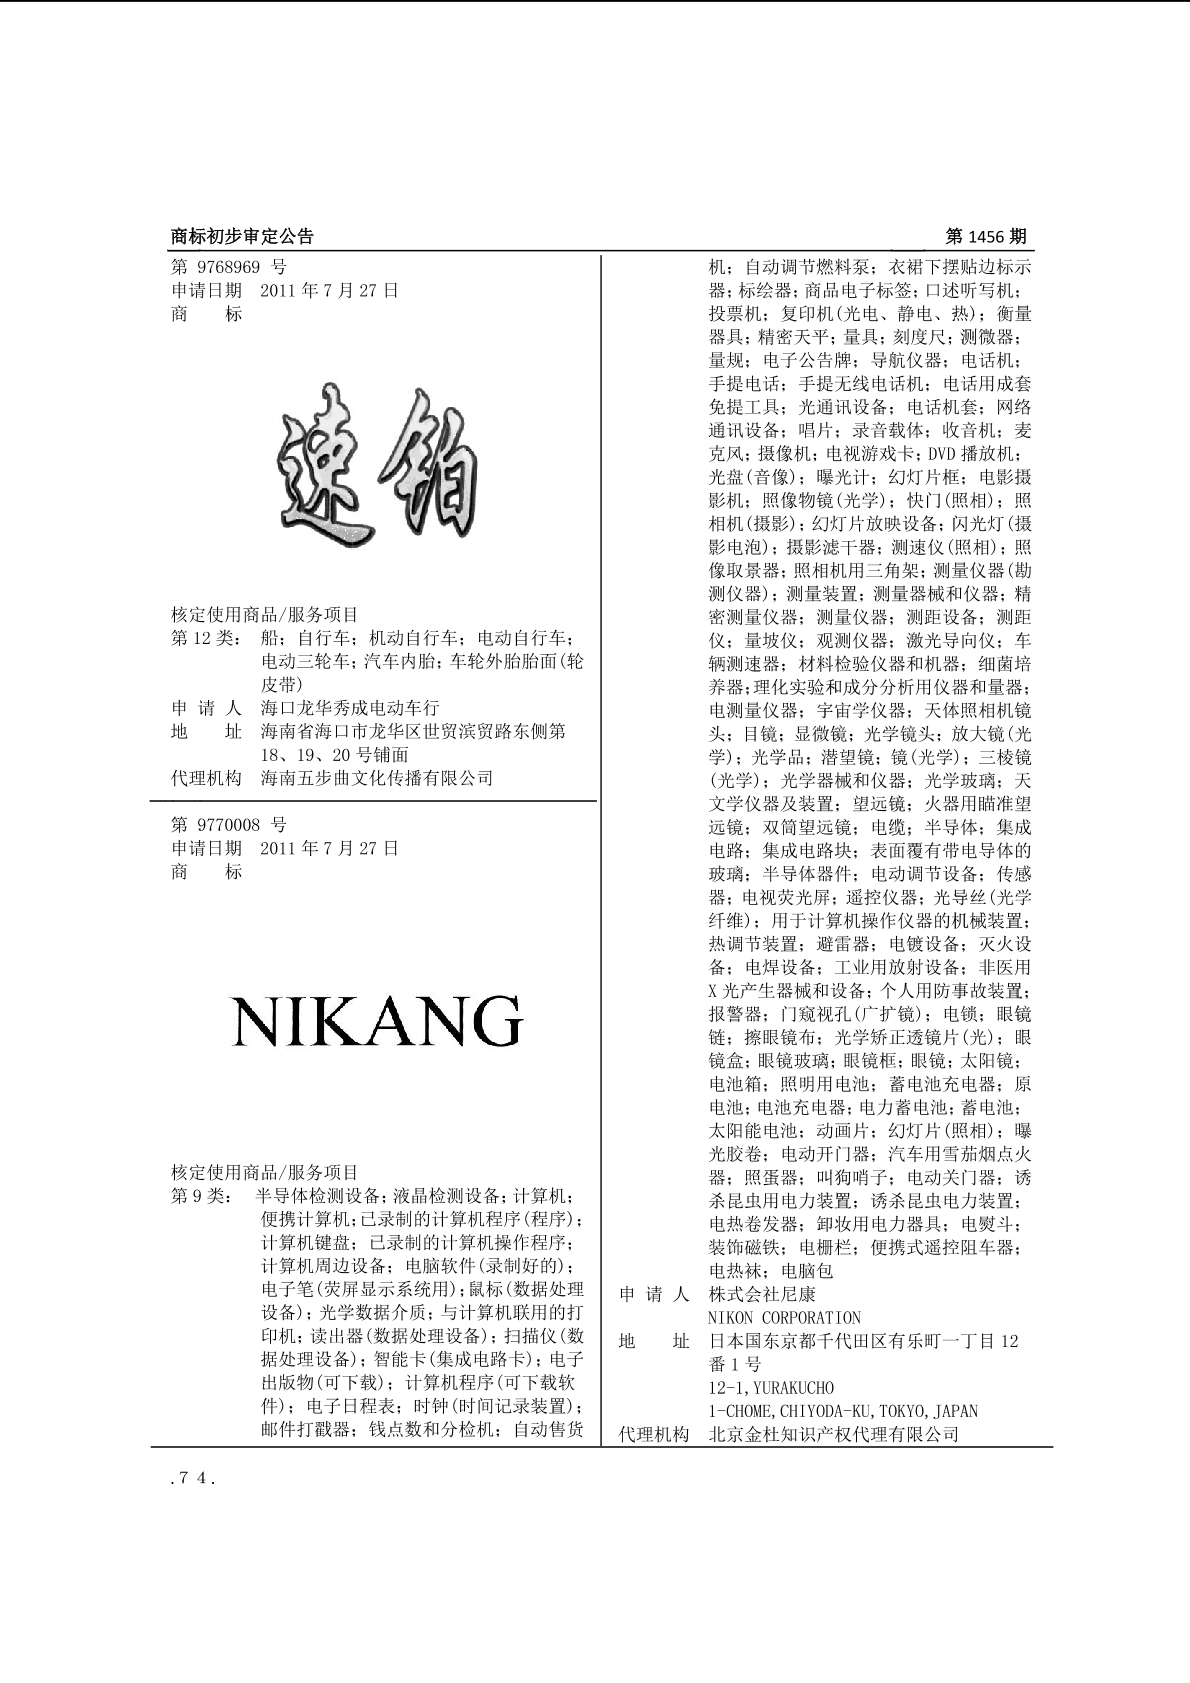 商标初步审定公告
第 1456 期
第 9768969 号
申请日期 2011 年 7 月 27 日
商 标
速铂
核定使用商品/服务项目
第 12 类: 船；自行车；机动自行车；电动自行车；
电动三轮车；汽车内胎；车轮外胎胎面(轮
皮带)
申 请 人 海口龙华秀成电动车行
地 址 海南省海口市龙华区世贸滨贸路东侧第
18、19、20 号铺面
代理机构 海南五步曲文化传播有限公司
第 9770008 号
申请日期 2011 年 7 月 27 日
商 标
NIKANG
核定使用商品/服务项目
第 9 类: 半导体检测设备；液晶检测设备；计算机；
便携计算机；已录制的计算机程序(程序)；
计算机键盘；已录制的计算机操作程序；
计算机周边设备；电脑软件(录制好的)；
电子笔(荧屏显示系统用)；鼠标(数据处理
设备)；光学数据介质；与计算机联用的打
印机；读出器(数据处理设备)；扫描仪(数
据处理设备)；智能卡(集成电路卡)；电子
出版物(可下载)；计算机程序(可下载软
件)；电子日程表；时钟(时间记录装置)；
邮件打戳器；钱点数和分检机；自动售货
机；自动调节燃料泵；衣裙下摆贴边标示
器；标绘器；商品电子标签；口述听写机；
投票机；复印机(光电、静电、热)；衡量
器具；精密天平；量具；刻度尺；测微器；
量规；电子公告牌；导航仪器；电话机；
手提电话；手提无线电话机；电话用成套
免提工具；光通讯设备；电话机套；网络
通讯设备；唱片；录音载体；收音机；麦
克风；摄像机；电视游戏卡；DVD 播放机；
光盘(音像)；曝光计；幻灯片框；电影摄
影机；照像物镜(光学)；快门(照相)；照
相机(摄影)；幻灯片放映设备；闪光灯(摄
影电泡)；摄影滤干器；测速仪(照相)；照
像取景器；照相机用三角架；测量仪器(勘
测仪器)；测量装置；测量器械和仪器；精
密测量仪器；测量仪器；测距设备；测距
仪；量坡仪；观测仪器；激光导向仪；车
辆测速器；材料检验仪器和机器；细菌培
养器；理化实验和成分分析用仪器和量器；
电测量仪器；宇宙学仪器；天体照相机镜
头；目镜；显微镜；光学镜头；放大镜(光
学)；光学品；潜望镜；镜(光学)；三棱镜
(光学)；光学器械和仪器；光学玻璃；天
文学仪器及装置；望远镜；火器用瞄准望
远镜；双筒望远镜；电缆；半导体；集成
电路；集成电路块；表面覆有带电导体的
玻璃；半导体器件；电动调节设备；传感
器；电视荧光屏；遥控仪器；光导丝(光学
纤维)；用于计算机操作仪器的机械装置；
热调节装置；避雷器；电镀设备；灭火设
备；电焊设备；工业用放射设备；非医用
X 光产生器械和设备；个人用防事故装置；
报警器；门窥视孔(广扩镜)；电锁；眼镜
链；擦眼镜布；光学矫正透镜片(光)；眼
镜盒；眼镜玻璃；眼镜框；眼镜；太阳镜；
电池箱；照明用电池；蓄电池充电器；原
电池；电池充电器；电力蓄电池；蓄电池；
太阳能电池；动画片；幻灯片(照相)；曝
光胶卷；电动开门器；汽车用雪茄烟点火
器；照蛋器；叫狗哨子；电动关门器；诱
杀昆虫用电力装置；诱杀昆虫电力装置；
电热卷发器；卸妆用电力器具；电熨斗；
装饰磁铁；电栅栏；便携式遥控阻车器；
电热袜；电脑包
申 请 人 株式会社尼康
NIKON CORPORATION
地 址 日本国东京都千代田区有乐町一丁目 12
番 1 号
12-1,YURAKUCHO
1-CHOME,CHIYODA-KU,TOKYO,JAPAN
代理机构 北京金杜知识产权代理有限公司
.７４.